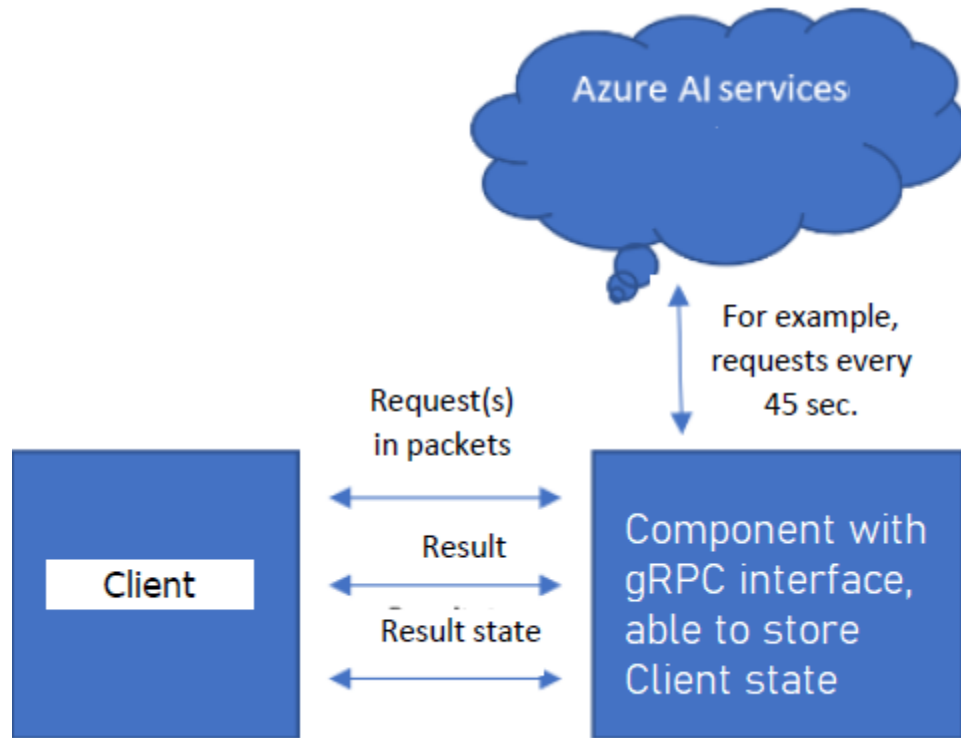 Azure AI services
For example,
requests every
45 sec.
Request(s)
in packets
Result
Result state
Client
Component with
gRPC interface,
able to store
Client state